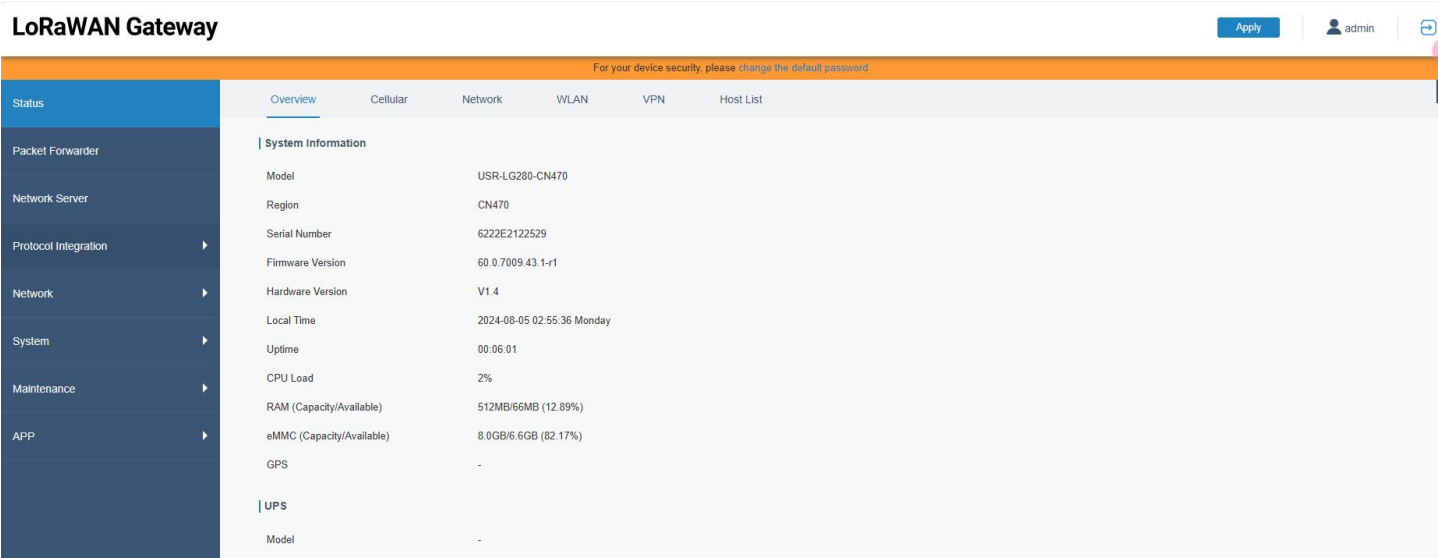 LoRaWAN Gateway
Apply
admin
For your device security, please change the default password
Status
Packet Forwarder
Network Server
Protocol Integration
Network
System
Maintenance
APP
Overview Cellular Network WLAN VPN Host List
System Information
Model USR-LG280-CN470
Region CN470
Serial Number 6222E2122529
Firmware Version 60.0.7009.43.1-r1
Hardware Version V1.4
Local Time 2024-08-05 02:55:36 Monday
Uptime 00:06:01
CPU Load 2%
RAM (Capacity/Available) 512MB/66MB (12.89%)
eMMC (Capacity/Available) 8.0GB/6.6GB (82.17%)
GPS -
UPS
Model -